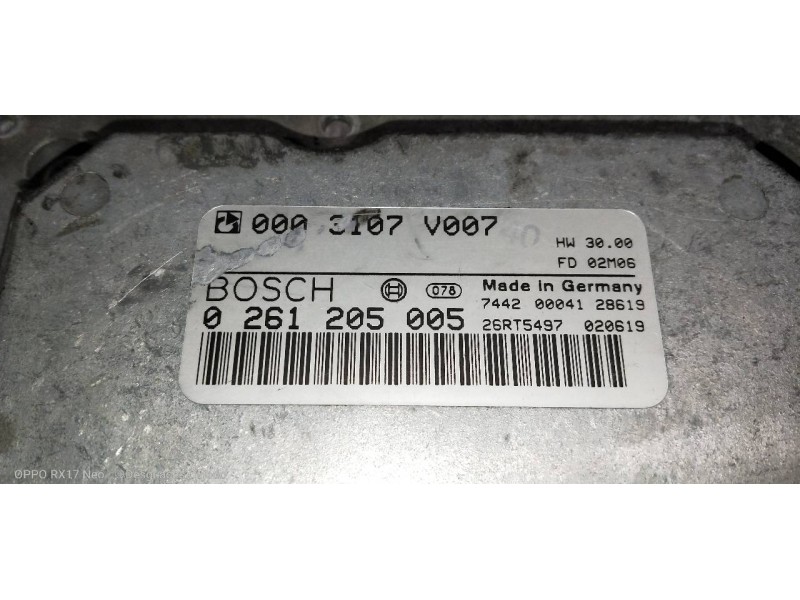 000 3107 V007
HW 30.00
FD 02M06
BOSCH
078
Made in Germany
0 261 205 005
7442 00041 28619
26RT5497 020619
OPPO RX17 Neo